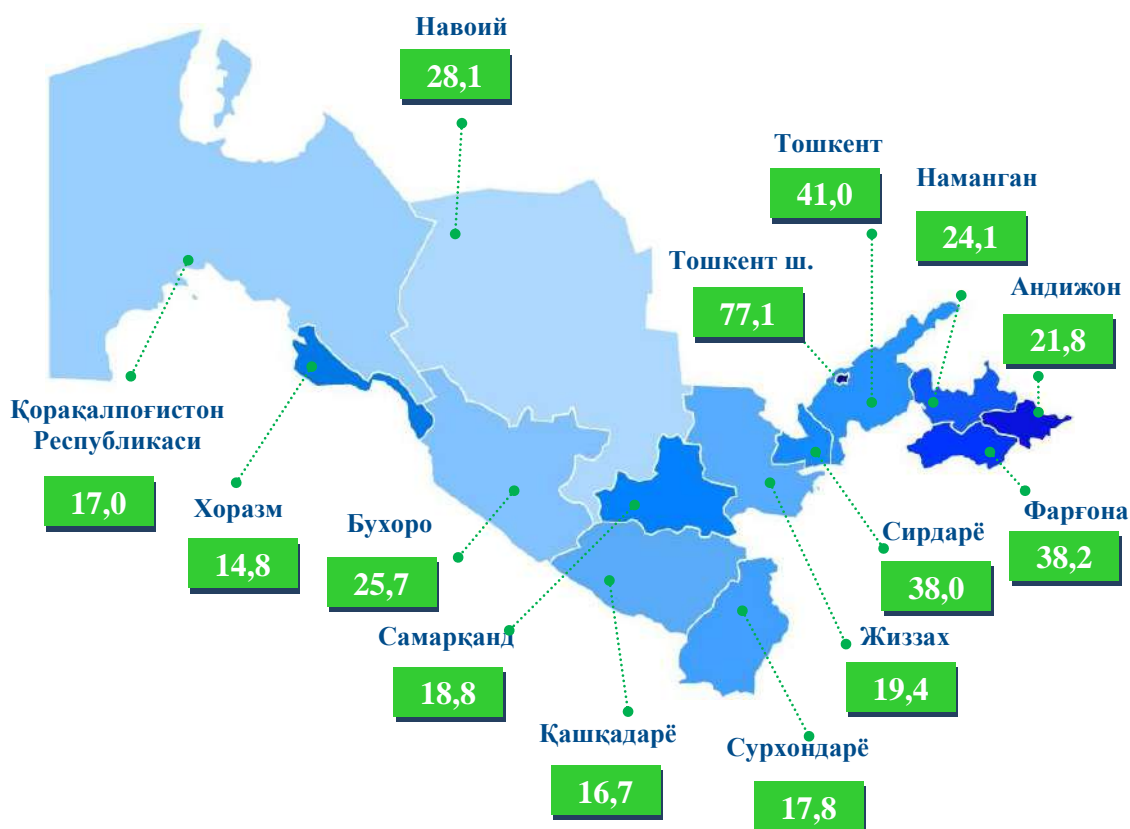 Навоий
28,1
Тошкент
41,0
Наманган
24,1
Тошкент ш.
77,1
Андижон
21,8
Қорақалпоғистон
Республикаси
17,0
Хоразм
14,8
Бухоро
25,7
Самарқанд
18,8
Қашқадарё
16,7
Сурхондарё
17,8
Жиззах
19,4
Сирдарё
38,0
Фарғона
38,2